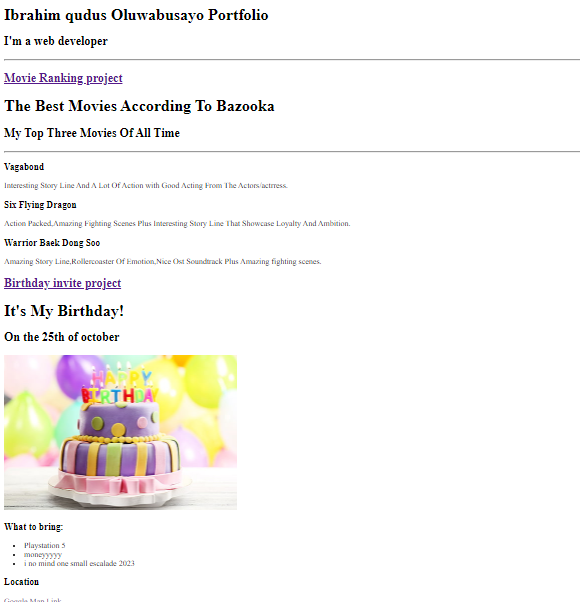 Ibrahim qudus Oluwabusayo Portfolio
I'm a web developer
Movie Ranking project
The Best Movies According To Bazooka
My Top Three Movies Of All Time
Vagabond
Interesting Story Line And A Lot Of Action with Good Acting From The Actors/actrress.
Six Flying Dragon
Action Packed,Amazing Fighting Scenes Plus Interesting Story Line That Showcase Loyalty And Ambition.
Warrior Baek Dong Soo
Amazing Story Line,Rollercoaster Of Emotion,Nice Ost Soundtrack Plus Amazing fighting scenes.
Birthday invite project
It's My Birthday!
On the 25th of october
HAPPY
BIRTHDAY
What to bring:
Playstation 5
moneyyyyy
i no mind one small escalade 2023
Location
Google Map Link